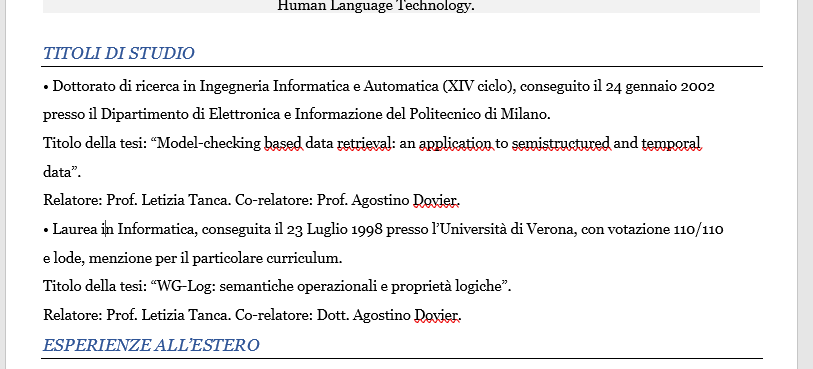 Human Language Technology.
TITOLI DI STUDIO
• Dottorato di ricerca in Ingegneria Informatica e Automatica (XIV ciclo), conseguito il 24 gennaio 2002
presso il Dipartimento di Elettronica e Informazione del Politecnico di Milano.
Titolo della tesi: “Model-checking based data retrieval: an application to semistructured and temporal
data”.
Relatore: Prof. Letizia Tanca. Co-relatore: Prof. Agostino Dovier.
• Laurea in Informatica, conseguita il 23 Luglio 1998 presso l’Università di Verona, con votazione 110/110
e lode, menzione per il particolare curriculum.
Titolo della tesi: “WG-Log: semantiche operazionali e proprietà logiche”.
Relatore: Prof. Letizia Tanca. Co-relatore: Dott. Agostino Dovier.
ESPERIENZE ALL’ESTERO